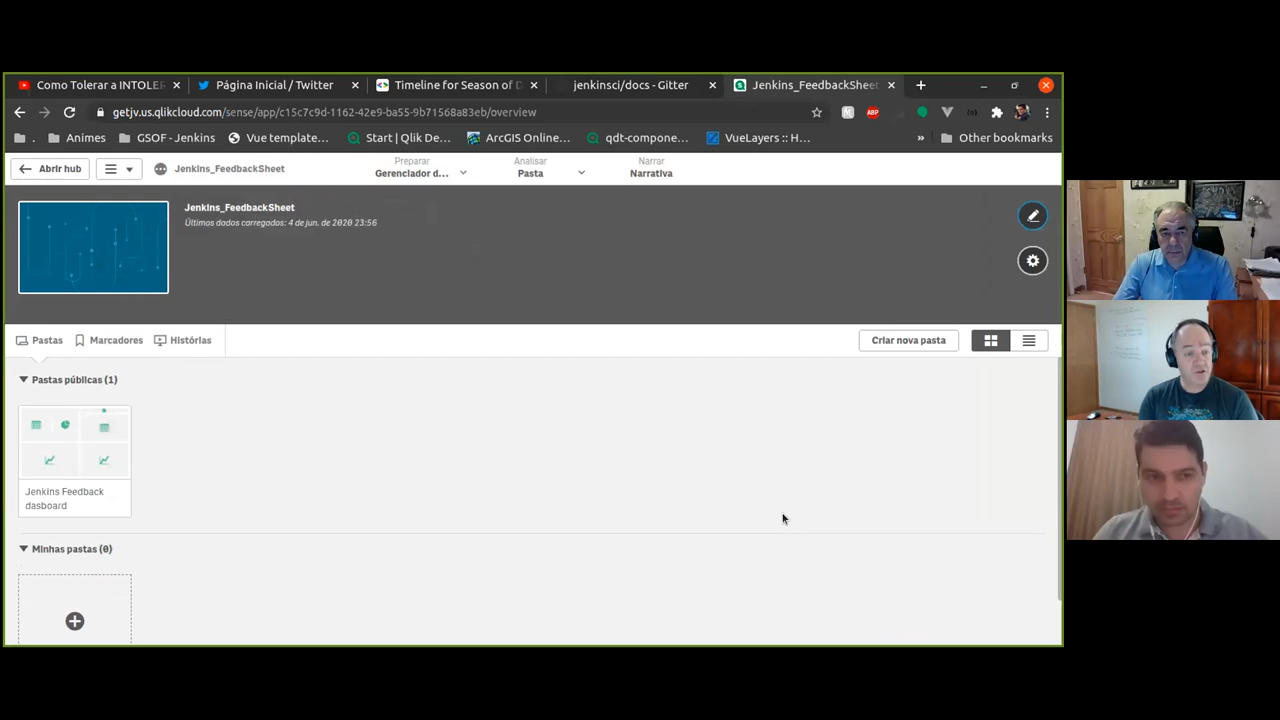 Como Tolerar a INTOLER
Página Inicial / Twitter
Timeline for Season of D
jenkinsci/docs - Gitter
Jenkins_FeedbackSheet
getjv.us.qlikcloud.com/sense/app/c15c7c9d-1162-42e9-ba55-9b71568a83eb/overview
ABP
.
Animes
GSOF - Jenkins
Vue template…
Start | Qlik De…
ArcGIS Online…
qdt-compone…
VueLayers :: H…
»
Other bookmarks
Abrir hub
Jenkins_FeedbackSheet
Preparar
Gerenciador d...
Analisar
Pasta
Narrar
Narrativa
Jenkins_FeedbackSheet
Últimos dados carregados: 4 de jun. de 2020 23:56
Pastas
Marcadores
Histórias
Criar nova pasta
Pastas públicas (1)
Jenkins Feedback
dasboard
Minhas pastas (0)